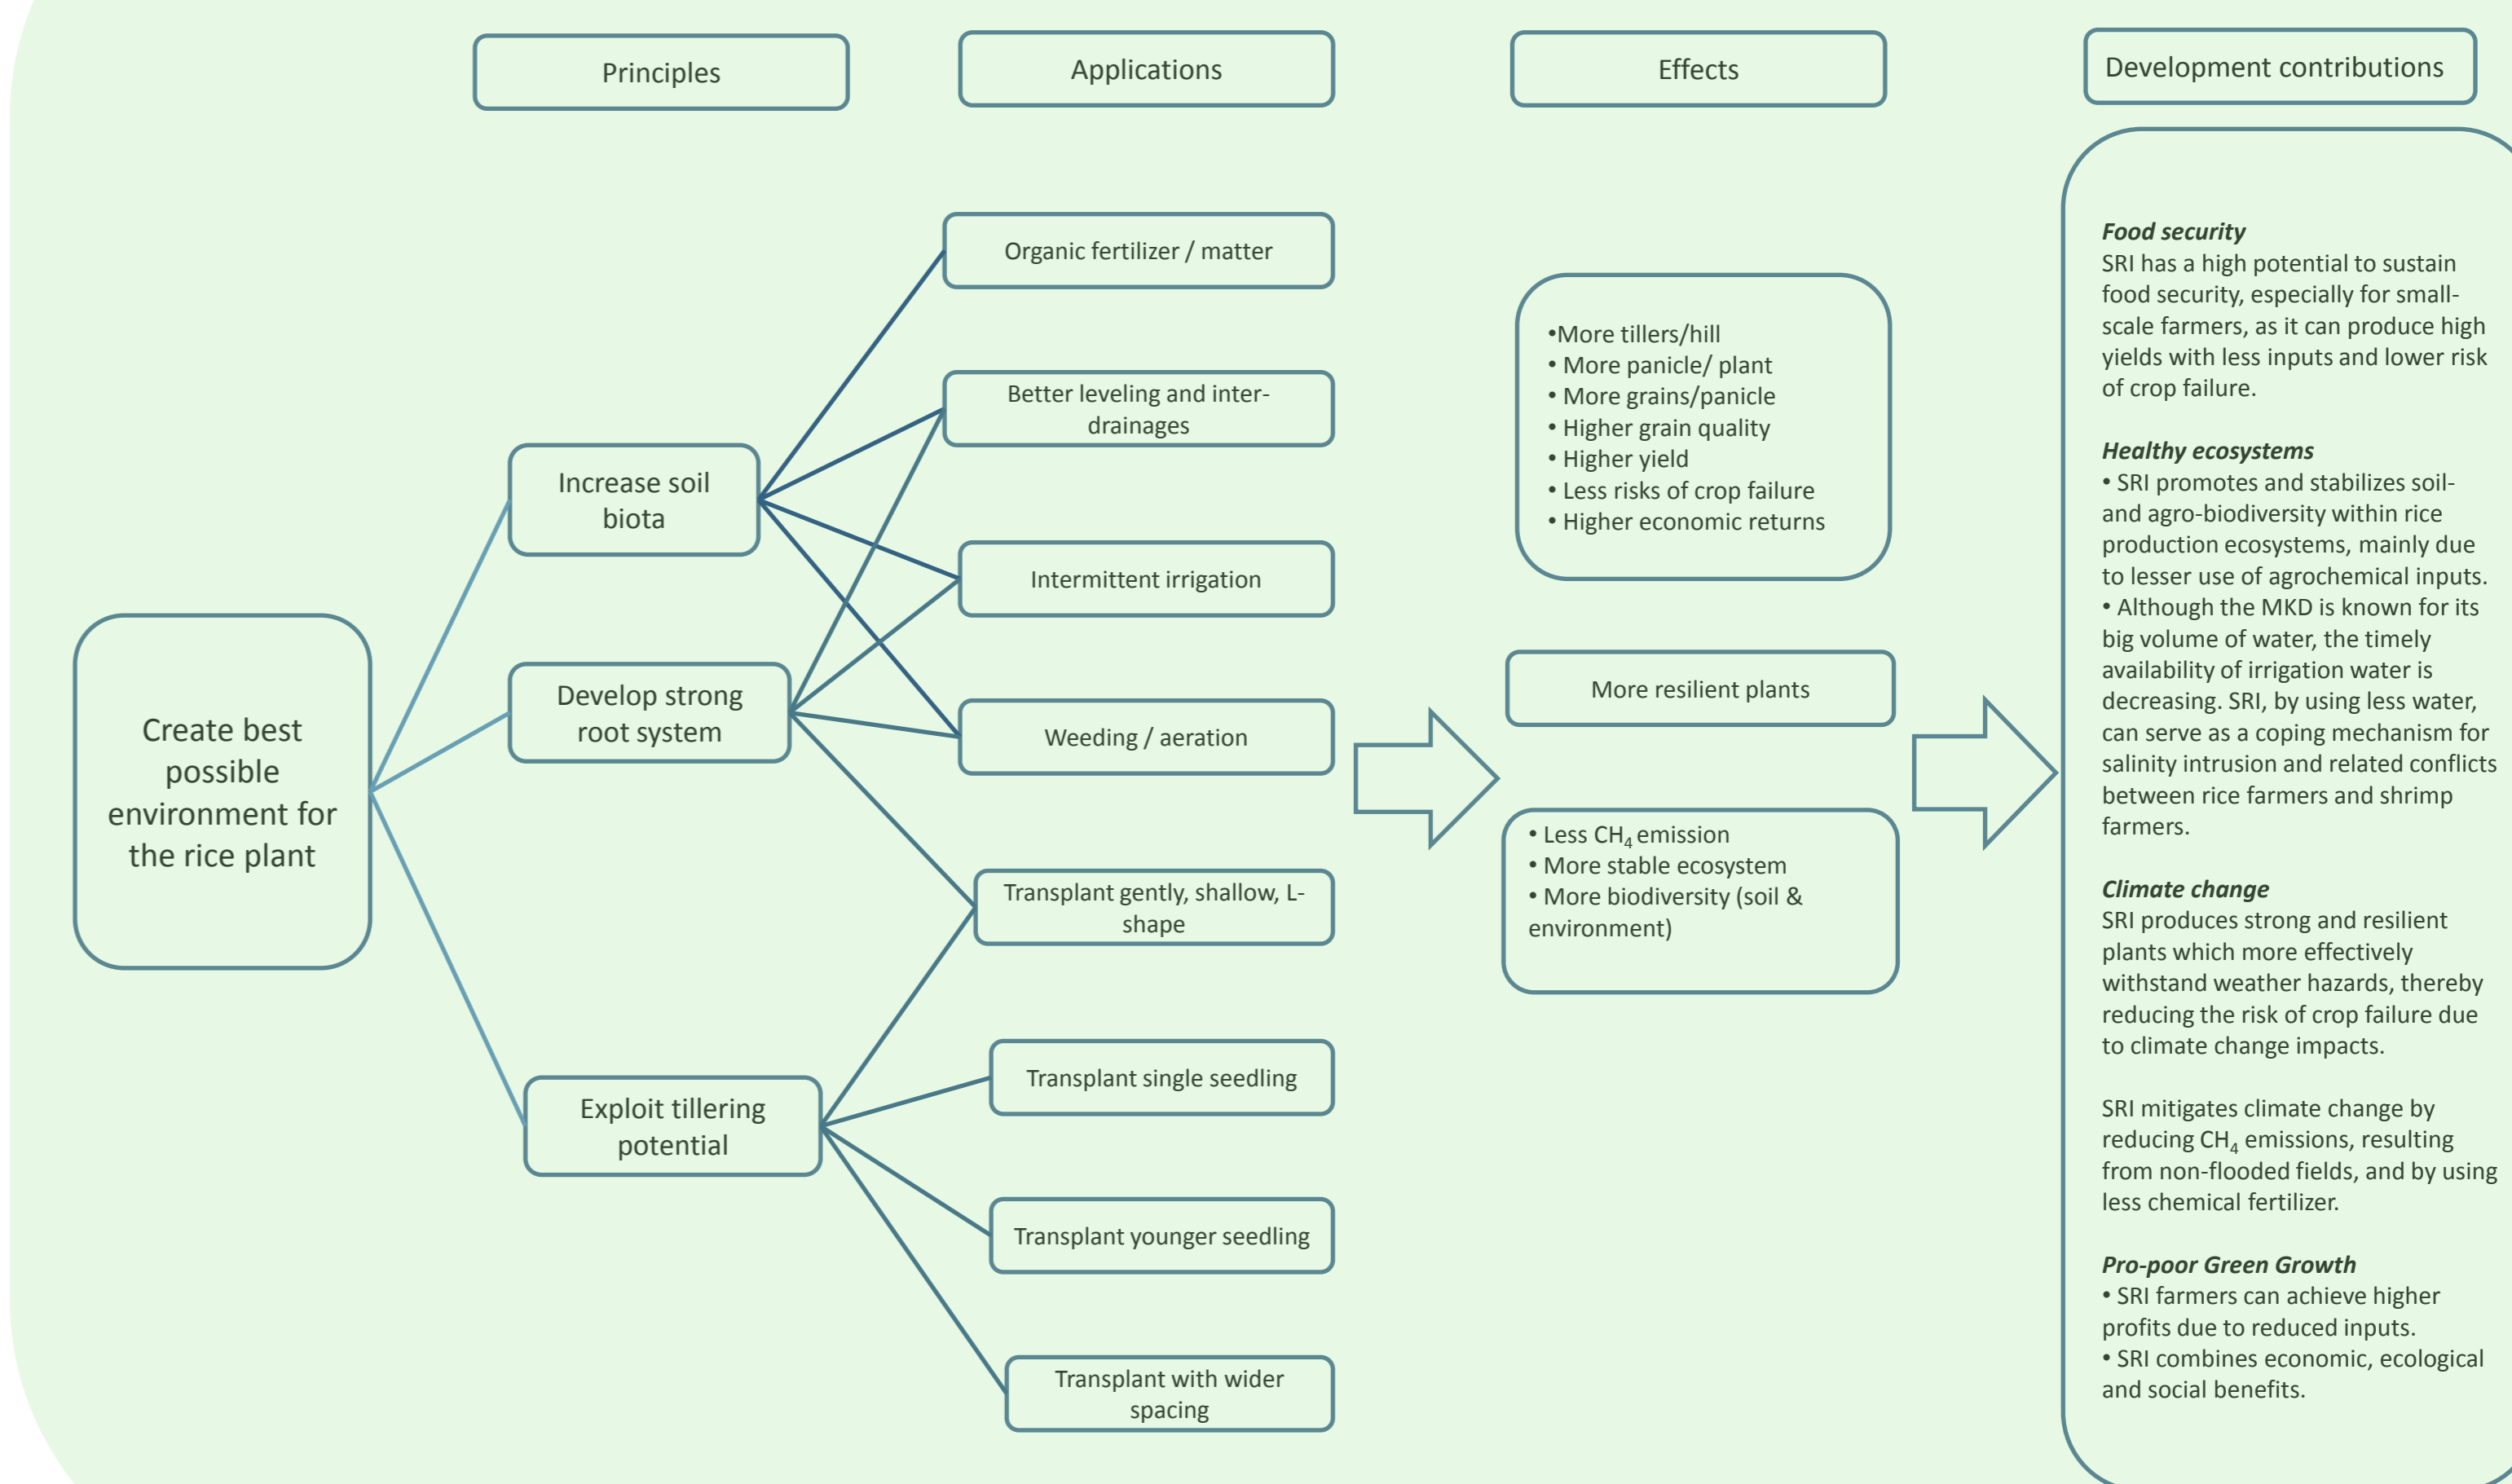 Principles
Applications
Effects
Development contributions
Create best
possible
environment for
the rice plant
Increase soil
biota
Develop strong
root system
Exploit tillering
potential
Organic fertilizer / matter
Better leveling and inter-
drainages
Intermittent irrigation
Weeding / aeration
Transplant gently, shallow, L-
shape
Transplant single seedling
Transplant younger seedling
Transplant with wider
spacing
•More tillers/hill
• More panicle/ plant
• More grains/panicle
• Higher grain quality
• Higher yield
• Less risks of crop failure
• Higher economic returns
More resilient plants
• Less CH₄ emission
• More stable ecosystem
• More biodiversity (soil &
environment)
Food security
SRI has a high potential to sustain
food security, especially for small-
scale farmers, as it can produce high
yields with less inputs and lower risk
of crop failure.
Healthy ecosystems
• SRI promotes and stabilizes soil-
and agro-biodiversity within rice
production ecosystems, mainly due
to lesser use of agrochemical inputs.
• Although the MKD is known for its
big volume of water, the timely
availability of irrigation water is
decreasing. SRI, by using less water,
can serve as a coping mechanism for
salinity intrusion and related conflicts
between rice farmers and shrimp
farmers.
Climate change
SRI produces strong and resilient
plants which more effectively
withstand weather hazards, thereby
reducing the risk of crop failure due
to climate change impacts.
SRI mitigates climate change by
reducing CH₄ emissions, resulting
from non-flooded fields, and by using
less chemical fertilizer.
Pro-poor Green Growth
• SRI farmers can achieve higher
profits due to reduced inputs.
• SRI combines economic, ecological
and social benefits.